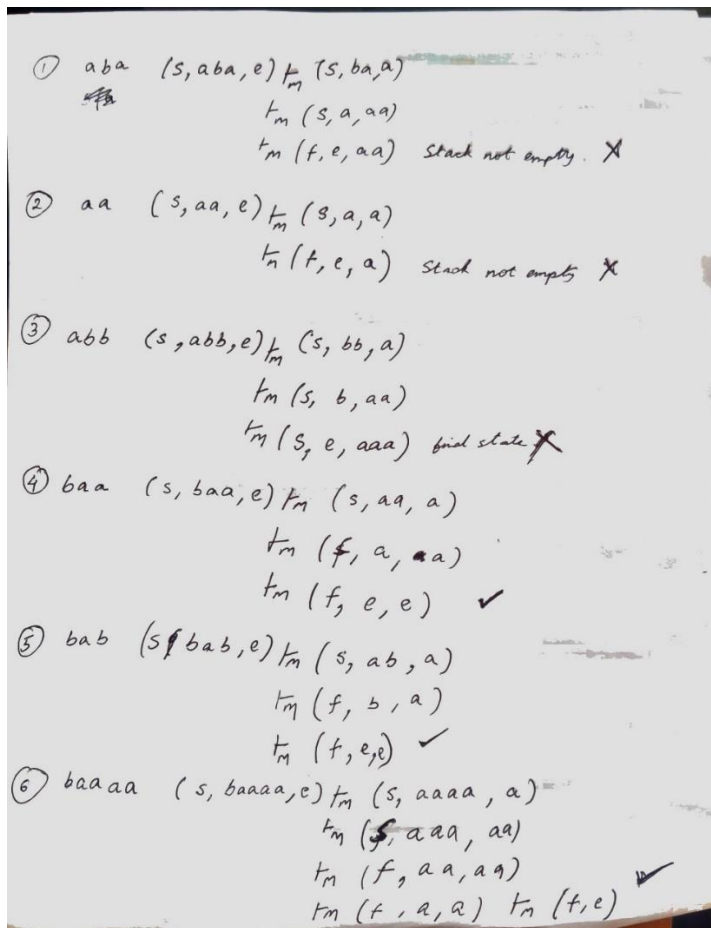 ① aba (s, aba, e) ⊢m (s, ba, a)
⊢m (s, a, aa)
⊢m (f, e, aa) Stack not empty. X
② aa (s, aa, e) ⊢m (s, a, a)
⊢m (f, e, a) Stack not empty X
③ abb (s, abb, e) ⊢m (s, bb, a)
⊢m (s, b, aa)
⊢m (s, e, aaa) final state X
④ baa (s, baa, e) ⊢m (s, aa, a)
⊢m (f, a, a)
⊢m (f, e, e) ✓
⑤ bab (s, bab, e) ⊢m (s, ab, a)
⊢m (f, b, a)
⊢m (f, e, e) ✓
⑥ baaaa (s, baaaa, e) ⊢m (s, aaaa, a)
⊢m (s, aaa, aa)
⊢m (f, aa, aa)
⊢m (f, a, a) ⊢m (f, e) ✓